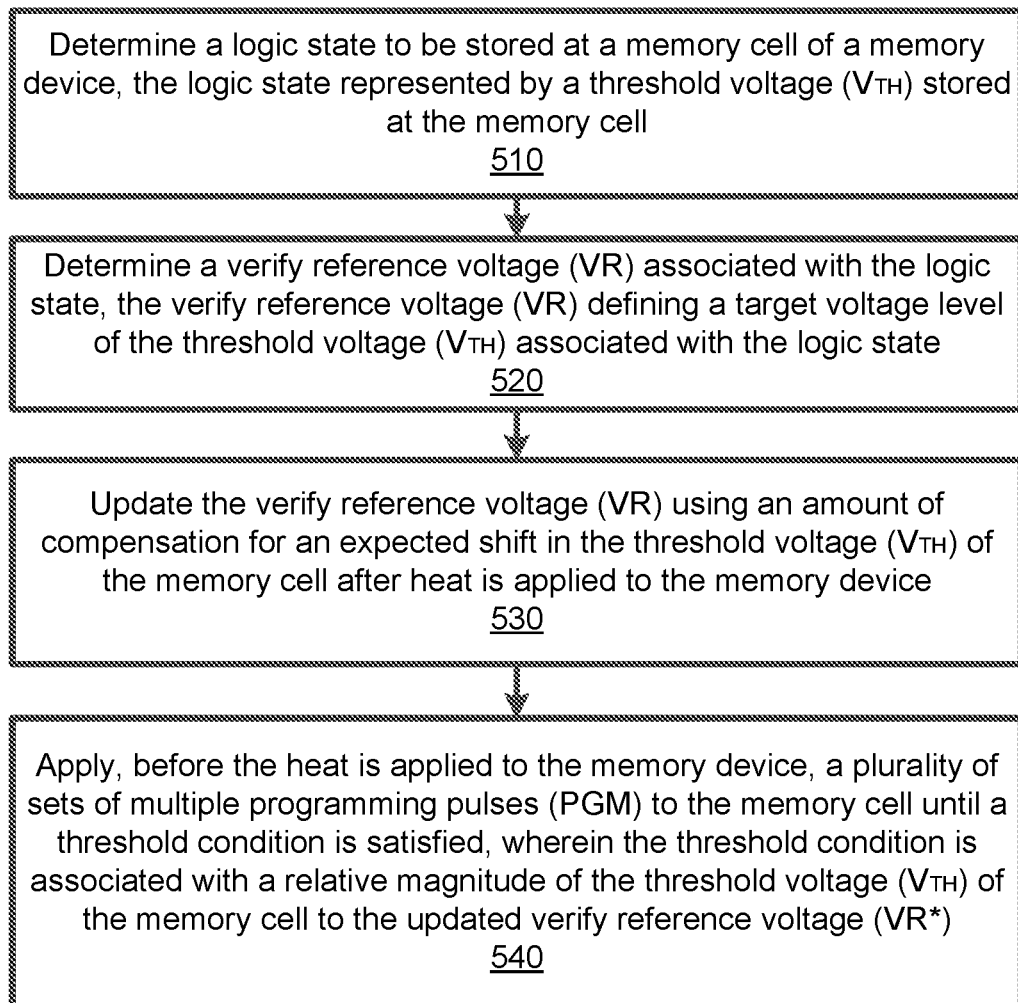 Determine a logic state to be stored at a memory cell of a memory
device, the logic state represented by a threshold voltage (VTH) stored
at the memory cell
510
Determine a verify reference voltage (VR) associated with the logic
state, the verify reference voltage (VR) defining a target voltage level
of the threshold voltage (VTH) associated with the logic state
520
Update the verify reference voltage (VR) using an amount of
compensation for an expected shift in the threshold voltage (VTH) of
the memory cell after heat is applied to the memory device
530
Apply, before the heat is applied to the memory device, a plurality of
sets of multiple programming pulses (PGM) to the memory cell until a
threshold condition is satisfied, wherein the threshold condition is
associated with a relative magnitude of the threshold voltage (VTH) of
the memory cell to the updated verify reference voltage (VR*)
540